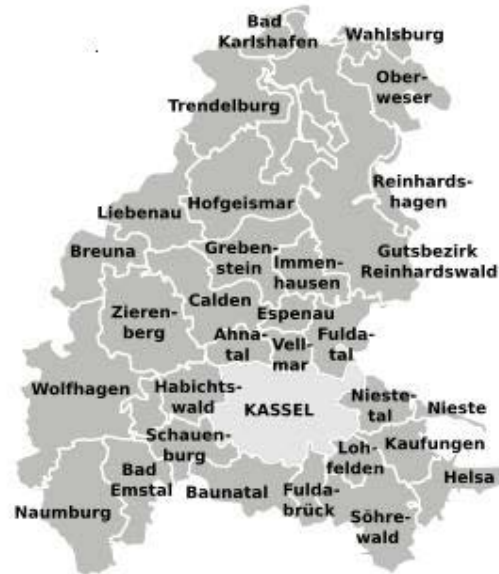 Bad
Karlshafen
Wahlsburg
Ober-
weser
Trendelburg
Reinhards-
hagen
Hofgeismar
Liebenau
Breuna
Greben-
stein
Immen-
hausen
Gutsbezirk
Reinhardswald
Calden
Zieren-
berg
Espenau
Ahna-
tal
Vell-
mar
Fulda-
tal
Wolfhagen
Habichts-
wald
KASSEL
Nieste-
tal
Nieste
Schauen-
burg
Loh-
felden
Kaufungen
Bad
Emstal
Baunatal
Fulda-
brück
Helsa
Naumburg
Söhre-
wald